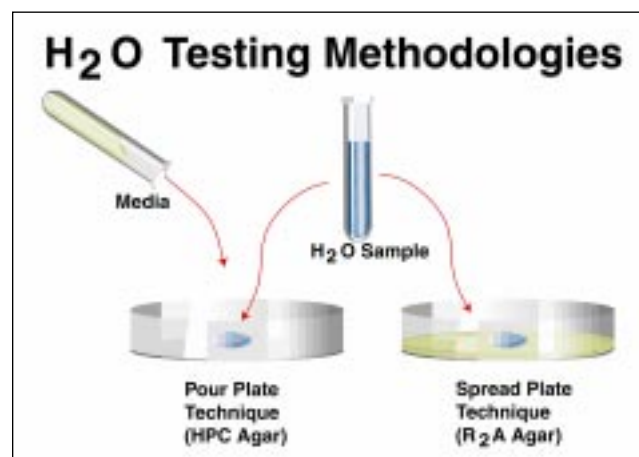 H2O Testing Methodologies
Media
H2O Sample
Pour Plate
Technique
(HPC Agar)
Spread Plate
Technique
(R2A Agar)